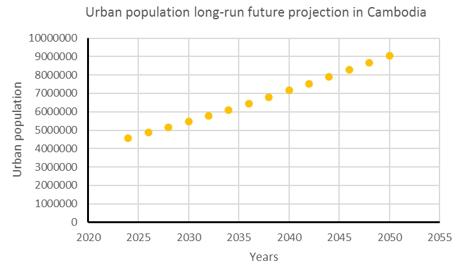 Urban population long-run future projection in Cambodia
10000000
9000000
8000000
7000000
6000000
5000000
4000000
3000000
2000000
1000000
0
Urban population
2020 2025 2030 2035 2040 2045 2050 2055
Years